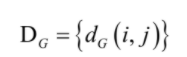 D_G = {d_G (i, j)}